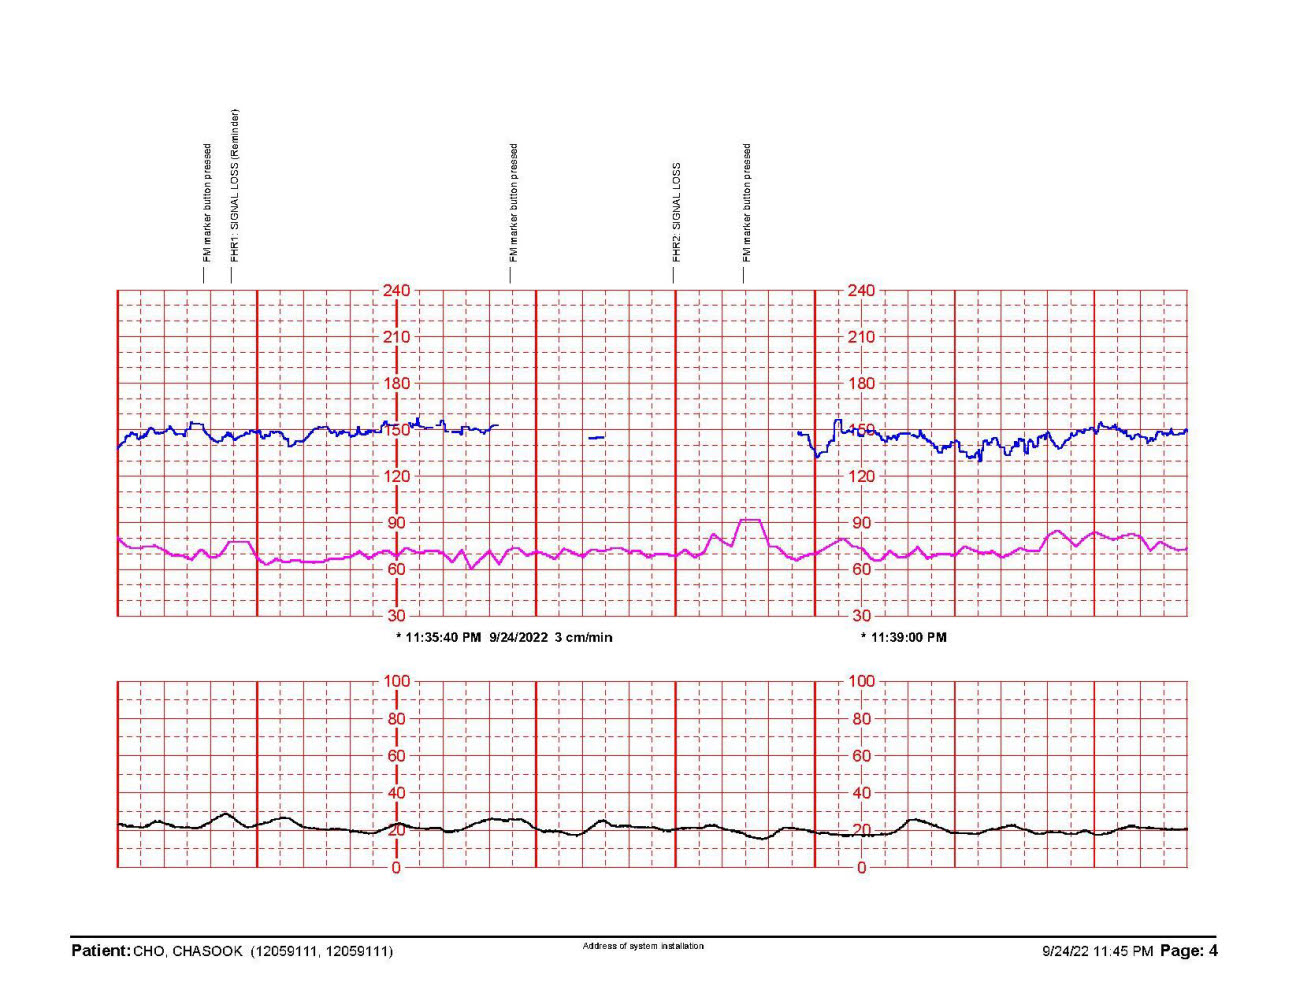 FM marker button pressed
FHR1: SIGNAL LOSS (Reminder)
FM marker button pressed
FHR2: SIGNAL LOSS
FM marker button pressed
240 240
210 210
180 180
150 150
120 120
90 90
60 60
30 30
* 11:35:40 PM 9/24/2022 3 cm/min * 11:39:00 PM
100 100
80 80
60 60
40 40
20 20
0 0
Patient: CHO, CHASOOK (12059111, 12059111) Address of system installation 9/24/22 11:45 PM Page: 4